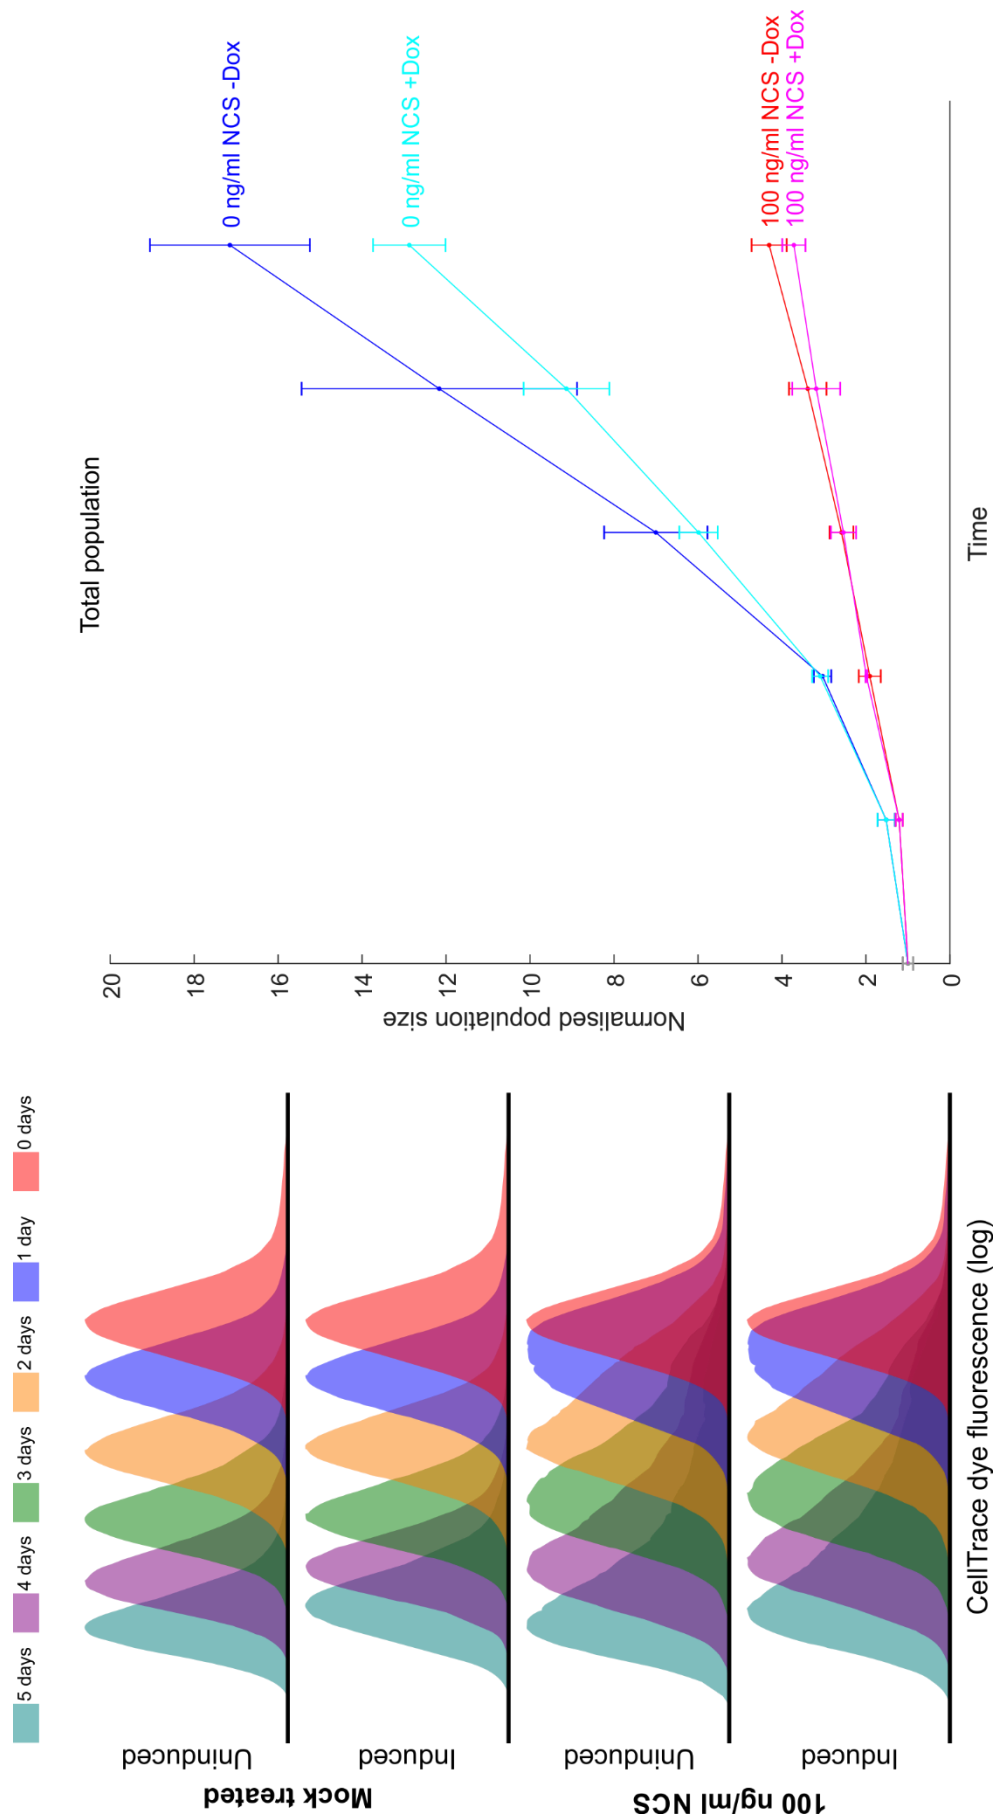 5 days
4 days
3 days
2 days
1 day
0 days
Mock treated
Uninduced
Induced
100 ng/ml NCS
Uninduced
Induced
CellTrace dye fluorescence (log)
Total population
Normalised population size
20
18
16
14
12
10
8
6
4
2
0
Time
0 ng/ml NCS -Dox
0 ng/ml NCS +Dox
100 ng/ml NCS -Dox
100 ng/ml NCS +Dox